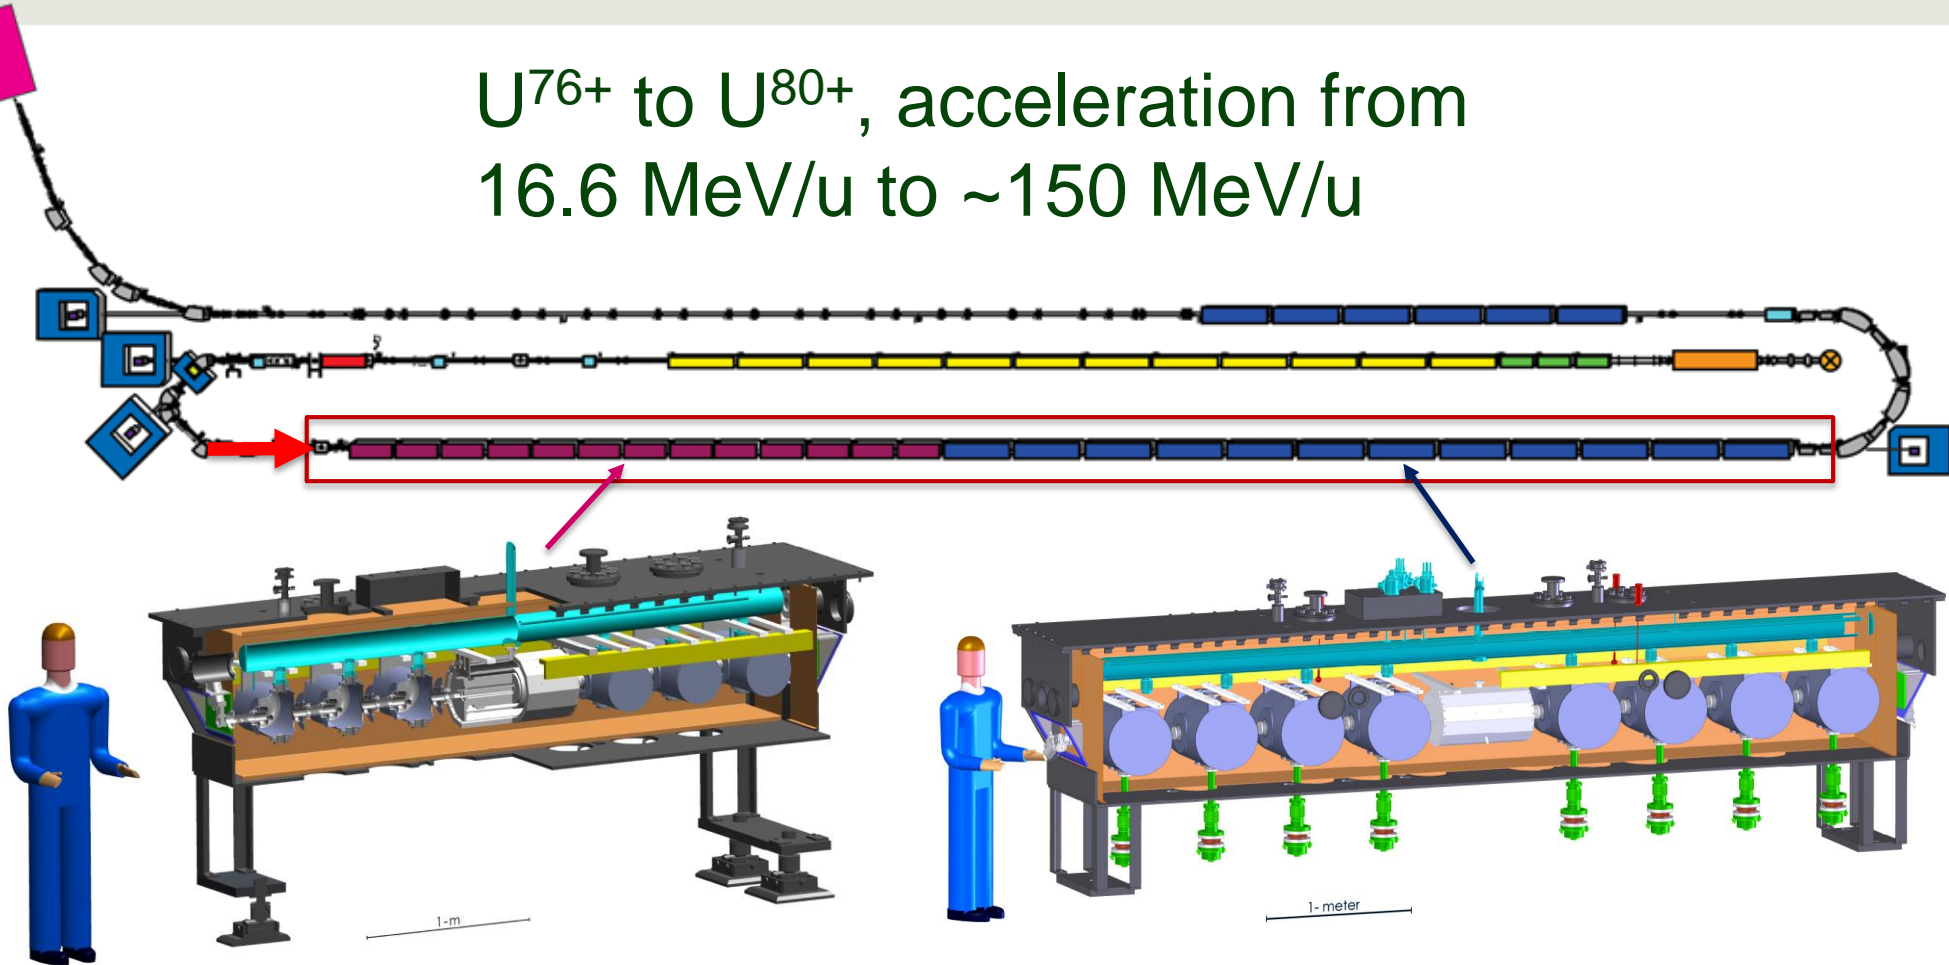 U⁷⁶⁺ to U⁸⁰⁺, acceleration from
16.6 MeV/u to ~150 MeV/u
1-m
1- meter